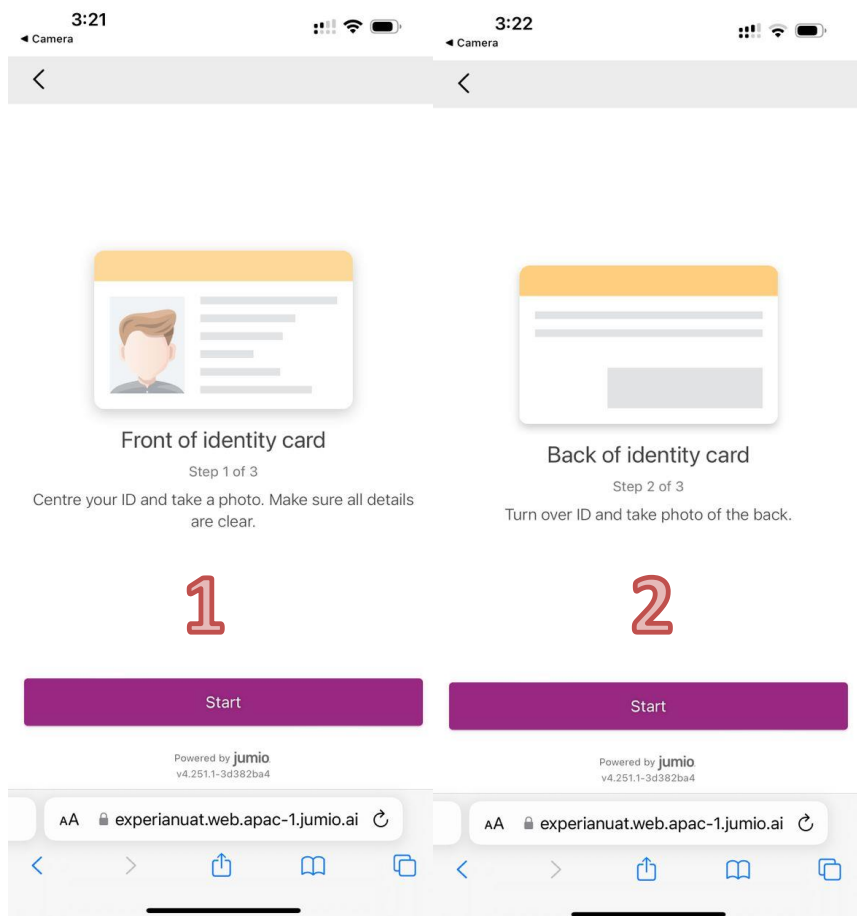 3:21
◀ Camera
Front of identity card
Step 1 of 3
Centre your ID and take a photo. Make sure all details
are clear.
1
Start
Powered by jumio
v4.251.1-3d382ba4
AA experianuat.web.apac-1.jumio.ai
3:22
◀ Camera
Back of identity card
Step 2 of 3
Turn over ID and take photo of the back.
2
Start
Powered by jumio
v4.251.1-3d382ba4
AA experianuat.web.apac-1.jumio.ai